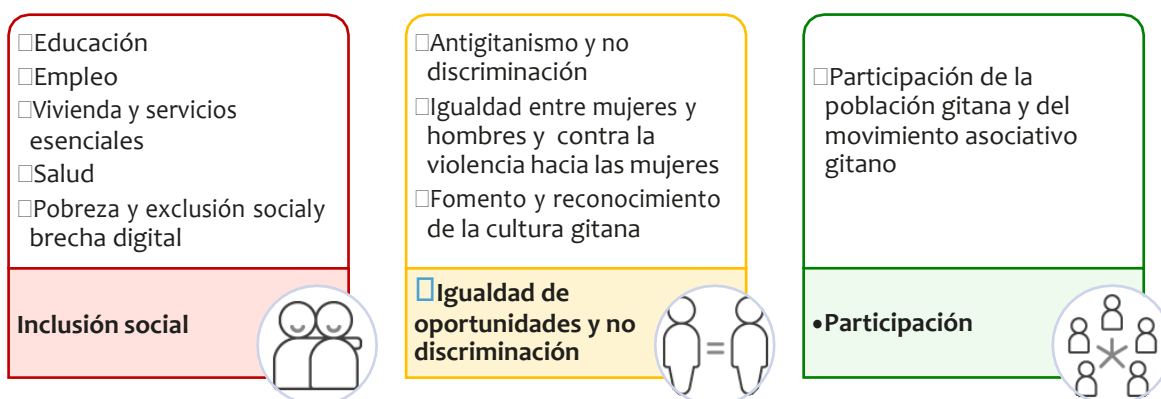 □Educación
□Empleo
□Vivienda y servicios
esenciales
□Salud
□Pobreza y exclusión socialy
brecha digital
Inclusión social
□Antigitanismo y no
discriminación
□Igualdad entre mujeres y
hombres y contra la
violencia hacia las mujeres
□Fomento y reconocimiento
de la cultura gitana
□Igualdad de
oportunidades y no
discriminación
□Participación de la
población gitana y del
movimiento asociativo
gitano
•Participación